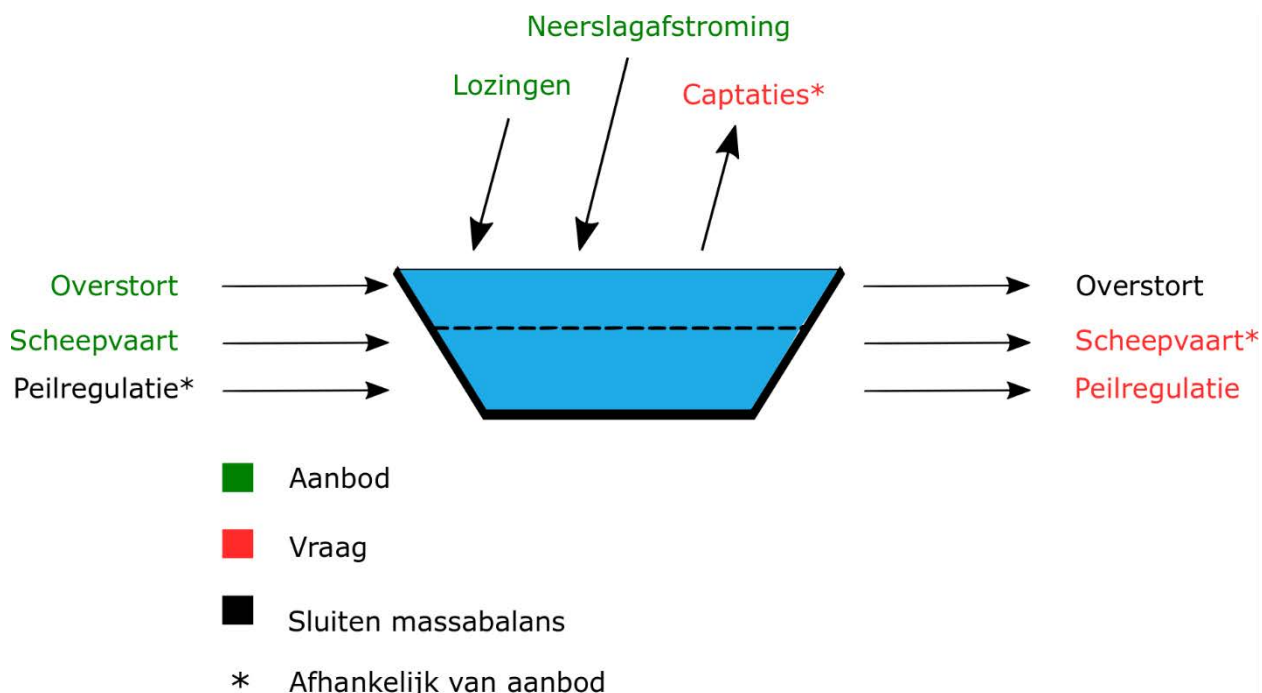 Neerslagafstroming
Lozingen
Captaties*
Overstort
Overstort
Scheepvaart
Scheepvaart*
Peilregulatie*
Peilregulatie
Aanbod
Vraag
Sluiten massabalans
* Afhankelijk van aanbod